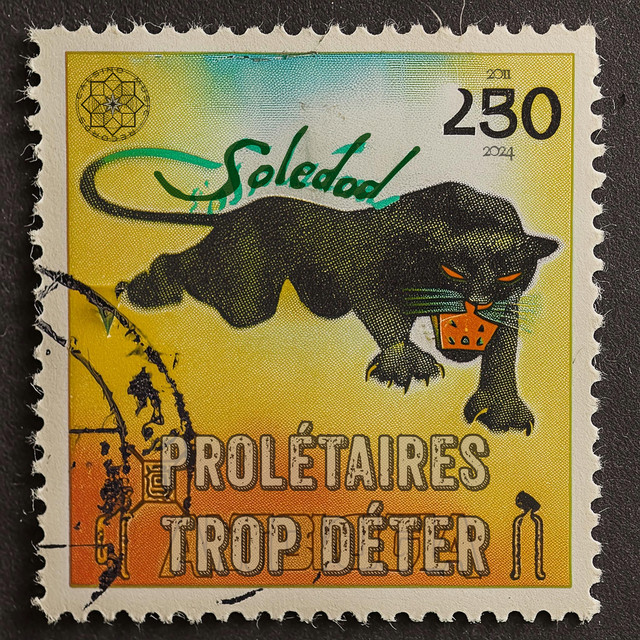 2011
250
2024
Soledad
PROLÉTAIRES
TROP DÉTER